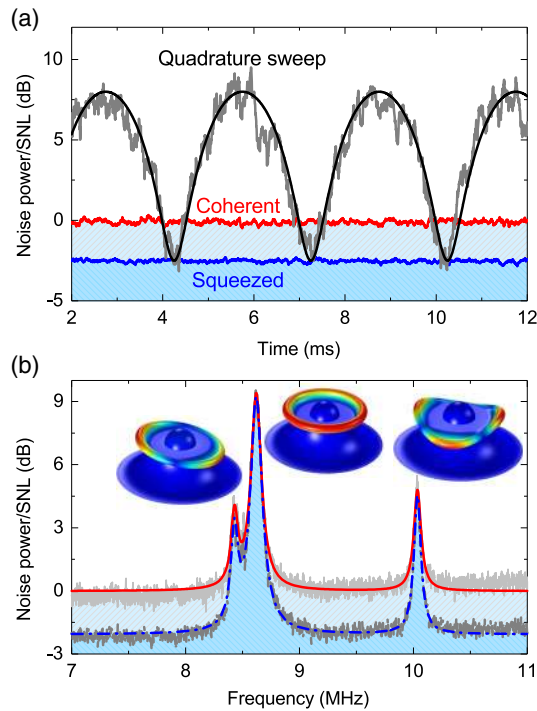 (a)
10
5
0
-5
Noise power/SNL (dB)
Quadrature sweep
Coherent
Squeezed
2
4
6
8
10
12
Time (ms)
(b)
9
6
3
0
-3
Noise power/SNL (dB)
7
8
9
10
11
Frequency (MHz)